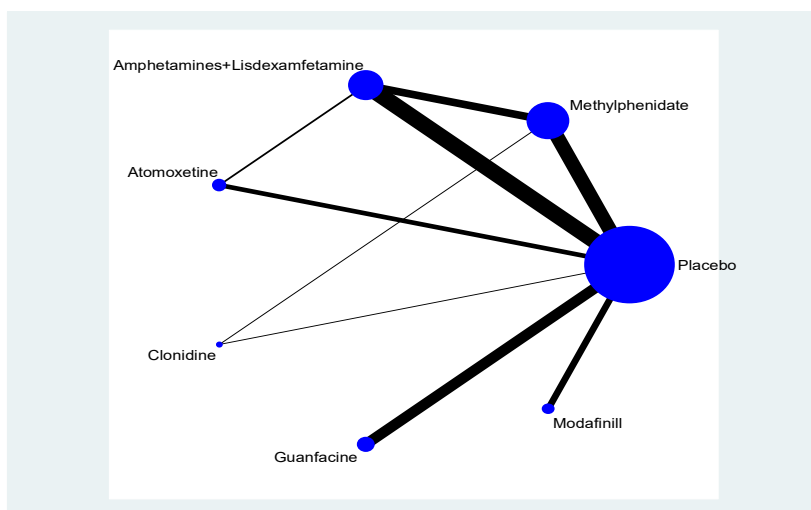 Amphetamines+Lisdexamfetamine
Methylphenidate
Atomoxetine
Placebo
Clonidine
Modafinill
Guanfacine